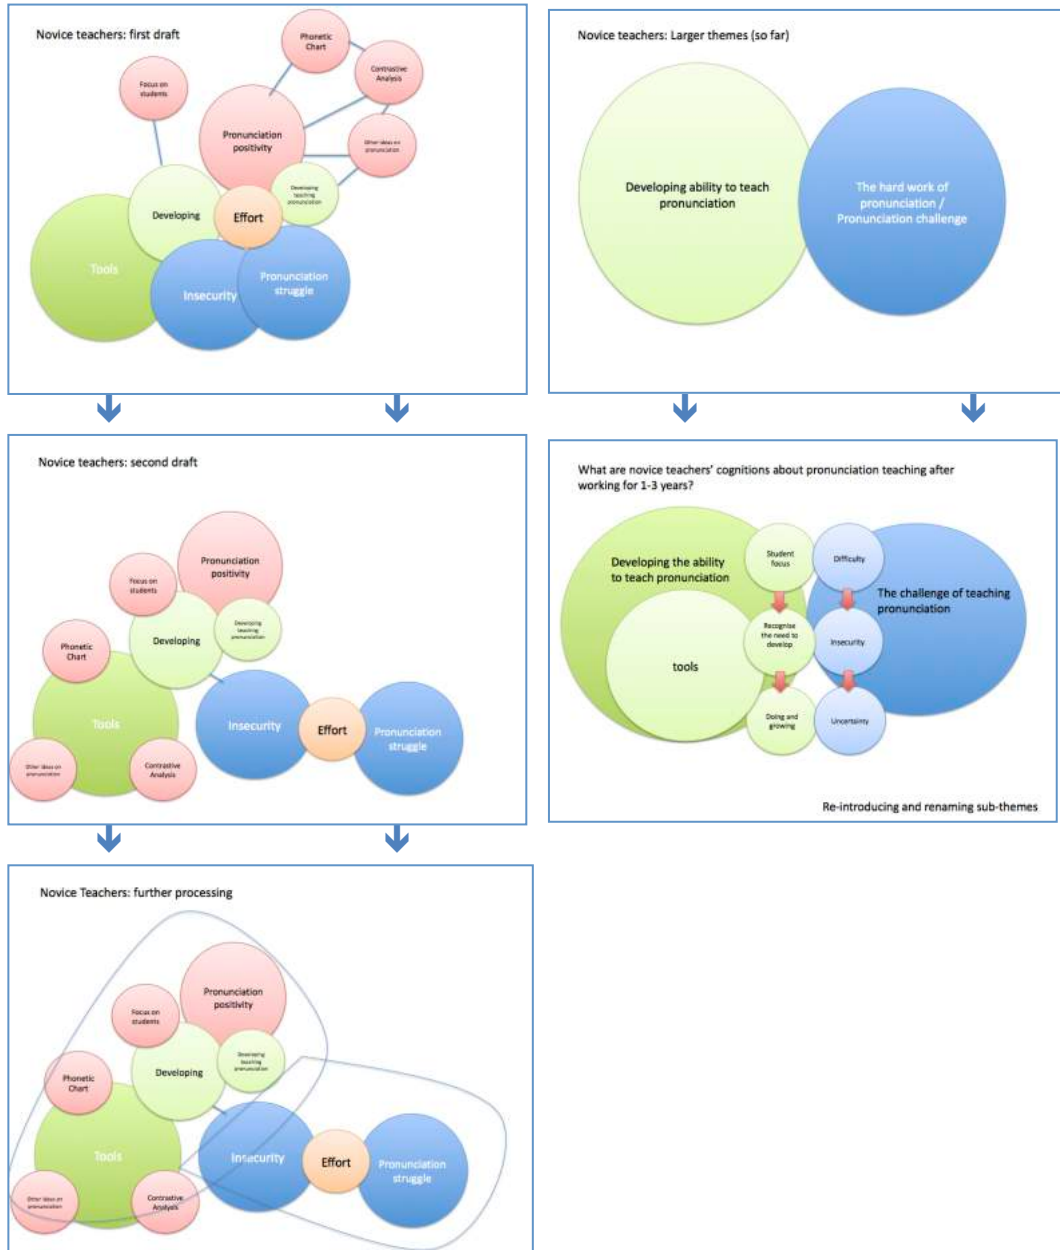 Novice teachers: first draft
Phonetic
Chart
Contrastive
Analysis
Focus on
students
Pronunciation
positivity
Other ideas on
pronunciation
Developing
teaching
pronunciation
Developing
Effort
Tools
Insecurity
Pronunciation
struggle
Novice teachers: second draft
Pronunciation
positivity
Focus on
students
Developing
teaching
pronunciation
Developing
Phonetic
Chart
Tools
Insecurity
Effort
Pronunciation
struggle
Other ideas on
pronunciation
Contrastive
Analysis
Novice Teachers: further processing
Pronunciation
positivity
Focus on
students
Developing
teaching
pronunciation
Developing
Phonetic
Chart
Tools
Insecurity
Effort
Pronunciation
struggle
Other ideas on
pronunciation
Contrastive
Analysis
Novice teachers: Larger themes (so far)
Developing ability to teach
pronunciation
The hard work of
pronunciation /
Pronunciation challenge
What are novice teachers' cognitions about pronunciation teaching after
working for 1-3 years?
Developing the ability
to teach pronunciation
Student
focus
Difficulty
The challenge of teaching
pronunciation
tools
Recognise
the need to
develop
Insecurity
Doing and
growing
Uncertainty
Re-introducing and renaming sub-themes